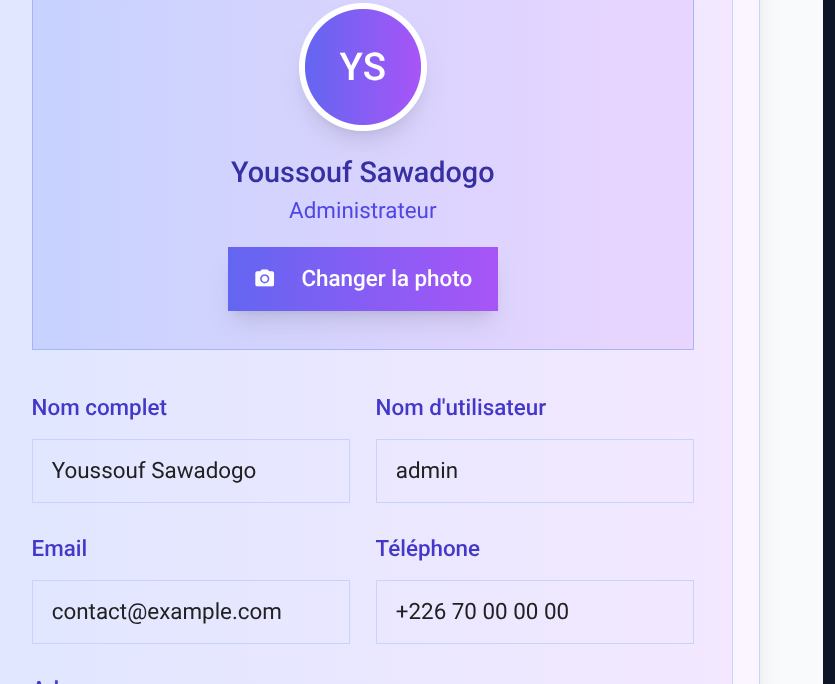 YS
Youssouf Sawadogo
Administrateur
Changer la photo
Nom complet
Nom d'utilisateur
Youssouf Sawadogo
admin
Email
Téléphone
contact@example.com
+226 70 00 00 00